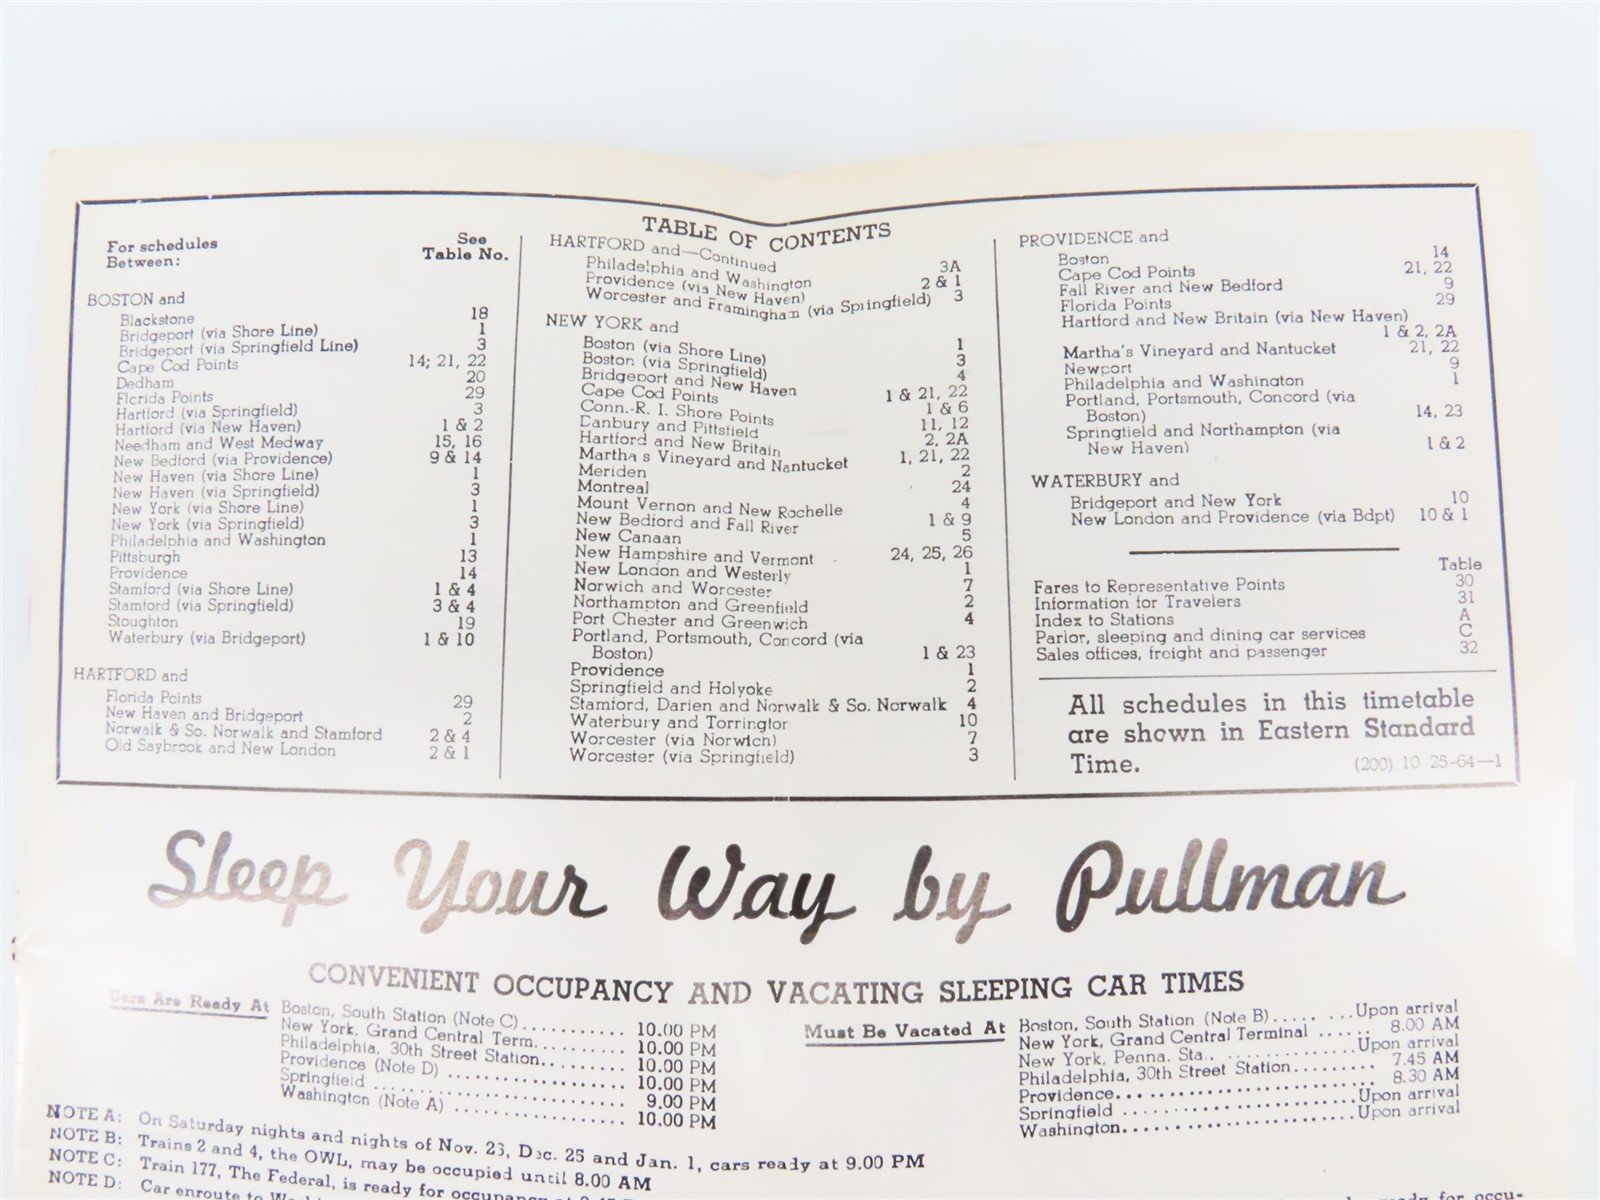 TABLE OF CONTENTS
For schedules Between: See Table No.
BOSTON and
Blackstone 18
Bridgeport (via Shore Line) 1
Bridgeport (via Springfield Line) 3
Cape Cod Points 14; 21, 22
Dedham 20
Florida Points 29
Hartford (via Springfield) 3
Hartford (via New Haven) 1 & 2
Needham and West Medway 15, 16
New Bedford (via Providence) 9 & 14
New Haven (via Shore Line) 1
New Haven (via Springfield) 3
New York (via Shore Line) 1
New York (via Springfield) 3
Philadelphia and Washington 1
Pittsburgh 13
Providence 14
Stamford (via Shore Line) 1 & 4
Stamford (via Springfield) 3 & 4
Stoughton 19
Waterbury (via Bridgeport) 1 & 10
HARTFORD and
Florida Points 29
New Haven and Bridgeport 2
Norwalk & So. Norwalk and Stamford 2 & 4
Old Saybrook and New London 2 & 1
HARTFORD and—Continued
Philadelphia and Washington 3A
Providence (via New Haven) 2 & 1
Worcester and Framingham (via Springfield) 3
NEW YORK and
Boston (via Shore Line) 1
Boston (via Springfield) 3
Bridgeport and New Haven 4
Cape Cod Points 1 & 21, 22
Conn.-R. I. Shore Points 1 & 6
Danbury and Pittsfield 11, 12
Hartford and New Britain 2, 2A
Martha's Vineyard and Nantucket 1, 21, 22
Meriden 2
Montreal 24
Mount Vernon and New Rochelle 4
New Bedford and Fall River 1 & 9
New Canaan 5
New Hampshire and Vermont 24, 25, 26
New London and Westerly 1
Norwich and Worcester 7
Northampton and Greenfield 2
Port Chester and Greenwich 4
Portland, Portsmouth, Concord (via
Boston) 1 & 23
Providence 1
Springfield and Holyoke 2
Stamford, Darien and Norwalk & So. Norwalk 4
Waterbury and Torrington 10
Worcester (via Norwich) 7
Worcester (via Springfield) 3
PROVIDENCE and
Boston 14
Cape Cod Points 21, 22
Fall River and New Bedford 9
Florida Points 29
Hartford and New Britain (via New Haven)
1 & 2, 2A
Martha's Vineyard and Nantucket 21, 22
Newport 9
Philadelphia and Washington 1
Portland, Portsmouth, Concord (via
Boston) 14, 23
Springfield and Northampton (via
New Haven) 1 & 2
WATERBURY and
Bridgeport and New York 10
New London and Providence (via Bdpt) 10 & 1
Table
Fares to Representative Points 30
Information for Travelers 31
Index to Stations A
Parlor, sleeping and dining car services C
Sales offices, freight and passenger 32
All schedules in this timetable
are shown in Eastern Standard
Time. (200) 10-25-64—1
Sleep Your Way by Pullman
CONVENIENT OCCUPANCY AND VACATING SLEEPING CAR TIMES
Cars Are Ready At
Boston, South Station (Note C)........... 10.00 PM
New York, Grand Central Term.......... 10.00 PM
Philadelphia, 30th Street Station......... 10.00 PM
Providence (Note D) .................... 10.00 PM
Springfield ............................ 9.00 PM
Washington (Note A) ................... 10.00 PM
Must Be Vacated At
Boston, South Station (Note B)..... ...Upon arrival
New York, Grand Central Terminal ...... 8.00 AM
New York, Penna. Sta.. ..............Upon arrival
Philadelphia, 30th Street Station......... 7.45 AM
Providence............................ 8.30 AM
Springfield .........................Upon arrival
Washington.........................Upon arrival
NOTE A: On Saturday nights and nights of Nov. 23, Dec. 25 and Jan. 1, cars ready at 9.00 PM
NOTE B: Trains 2 and 4, the OWL, may be occupied until 8.00 AM
NOTE C: Train 177, The Federal, is ready for
NOTE D: Car enroute to
ready for occu-